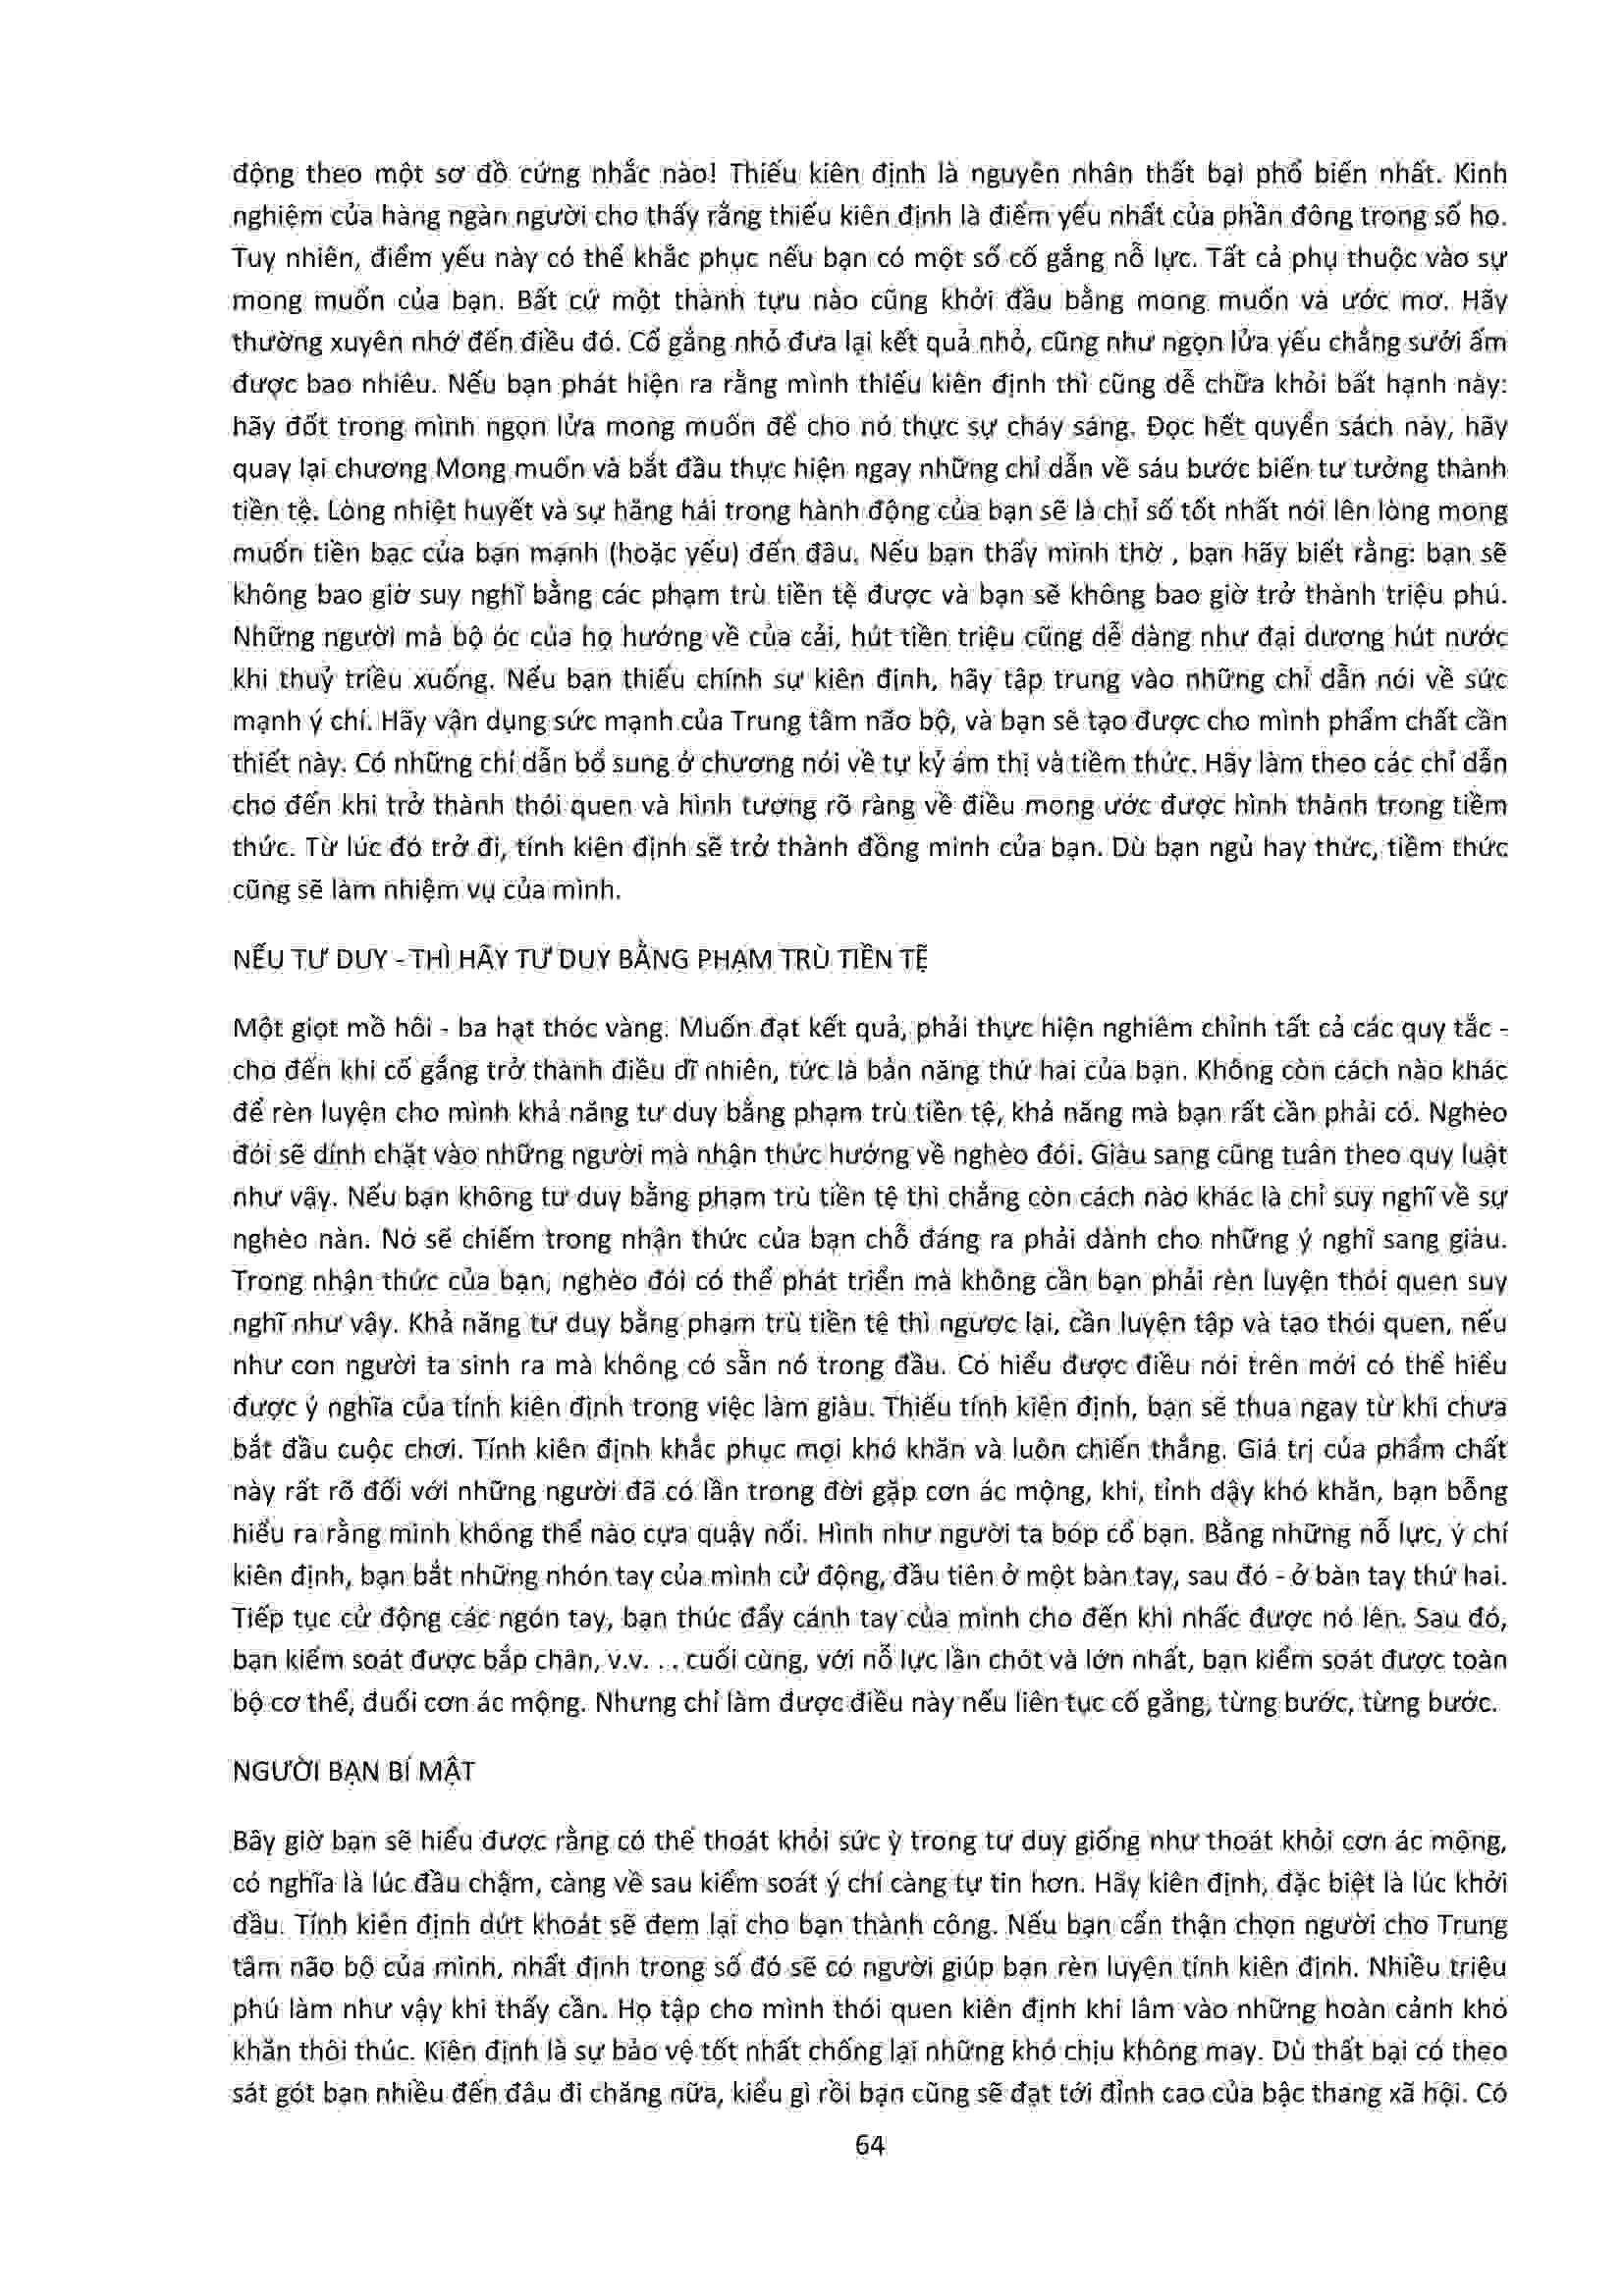 động theo một sơ đồ cứng nhắc nào! Thiếu kiên định là nguyên nhân thất bại phổ biến nhất. Kinh
nghiệm của hàng ngàn người cho thấy rằng thiếu kiên định là điểm yếu nhất của phần đông trong số họ.
Tuy nhiên, điểm yếu này có thể khắc phục nếu bạn có một số cố gắng nỗ lực. Tất cả phụ thuộc vào sự
mong muốn của bạn. Bất cứ một thành tựu nào cũng khởi đầu bằng mong muốn và ước mơ. Hãy
thường xuyên nhớ đến điều đó. Cố gắng nhỏ đưa lại kết quả nhỏ, cũng như ngọn lửa yếu chẳng sưởi ấm
được bao nhiêu. Nếu bạn phát hiện ra rằng mình thiếu kiên định thì cũng dễ chữa khỏi bất hạnh này:
hãy đốt trong mình ngọn lửa mong muốn để cho nó thực sự cháy sáng. Đọc hết quyển sách này, hãy
quay lại chương Mong muốn và bắt đầu thực hiện ngay những chỉ dẫn về sáu bước biến tư tưởng thành
tiền tệ. Lòng nhiệt huyết và sự hăng hái trong hành động của bạn sẽ là chỉ số tốt nhất nói lên lòng mong
muốn tiền bạc của bạn mạnh (hoặc yếu) đến đâu. Nếu bạn thấy mình thờ , bạn hãy biết rằng: bạn sẽ
không bao giờ suy nghĩ bằng các phạm trù tiền tệ được và bạn sẽ không bao giờ trở thành triệu phú.
Những người mà bộ óc của họ hướng về của cải, hút tiền triệu cũng dễ dàng như đại dương hút nước
khi thuỷ triều xuống. Nếu bạn thiếu chính sự kiên định, hãy tập trung vào những chỉ dẫn nói về sức
mạnh ý chí. Hãy vận dụng sức mạnh của Trung tâm não bộ, và bạn sẽ tạo được cho mình phẩm chất cần
thiết này. Có những chỉ dẫn bổ sung ở chương nói về tự kỷ ám thị và tiềm thức. Hãy làm theo các chỉ dẫn
cho đến khi trở thành thói quen và hình tượng rõ ràng về điều mong ước được hình thành trong tiềm
thức. Từ lúc đó trở đi, tính kiên định sẽ trở thành đồng minh của bạn. Dù bạn ngủ hay thức, tiềm thức
cũng sẽ làm nhiệm vụ của mình.
NẾU TƯ DUY - THÌ HÃY TƯ DUY BẰNG PHẠM TRÙ TIỀN TỆ
Một giọt mồ hôi - ba hạt thóc vàng. Muốn đạt kết quả, phải thực hiện nghiêm chỉnh tất cả các quy tắc -
cho đến khi cố gắng trở thành điều dĩ nhiên, tức là bản năng thứ hai của bạn. Không còn cách nào khác
để rèn luyện cho mình khả năng tư duy bằng phạm trù tiền tệ, khả năng mà bạn rất cần phải có. Nghèo
đói sẽ dính chặt vào những người mà nhận thức hướng về nghèo đói. Giàu sang cũng tuân theo quy luật
như vậy. Nếu bạn không tư duy bằng phạm trù tiền tệ thì chẳng còn cách nào khác là chỉ suy nghĩ về sự
nghèo nàn. Nó sẽ chiếm trong nhận thức của bạn chỗ đáng ra phải dành cho những ý nghĩ sang giàu.
Trong nhận thức của bạn, nghèo đói có thể phát triển mà không cần bạn phải rèn luyện thói quen suy
nghĩ như vậy. Khả năng tư duy bằng phạm trù tiền tệ thì ngược lại, cần luyện tập và tạo thói quen, nếu
như con người ta sinh ra mà không có sẵn nó trong đầu. Có hiểu được điều nói trên mới có thể hiểu
được ý nghĩa của tính kiên định trong việc làm giàu. Thiếu tính kiên định, bạn sẽ thua ngay từ khi chưa
bắt đầu cuộc chơi. Tính kiên định khắc phục mọi khó khăn và luôn chiến thắng. Giá trị của phẩm chất
này rất rõ đối với những người đã có lần trong đời gặp cơn ác mộng, khi, tỉnh dậy khó khăn, bạn bỗng
hiểu ra rằng mình không thể nào cựa quậy nổi. Hình như người ta bóp cổ bạn. Bằng những nỗ lực, ý chí
kiên định, bạn bắt những nhón tay của mình cử động, đầu tiên ở một bàn tay, sau đó - ở bàn tay thứ hai.
Tiếp tục cử động các ngón tay, bạn thúc đẩy cánh tay của mình cho đến khi nhấc được nó lên. Sau đó,
bạn kiểm soát được bắp chân, v.v. ... cuối cùng, với nỗ lực lần chót và lớn nhất, bạn kiểm soát được toàn
bộ cơ thể, đuổi cơn ác mộng. Nhưng chỉ làm được điều này nếu liên tục cố gắng, từng bước, từng bước.
NGƯỜI BẠN BÍ MẬT
Bây giờ bạn sẽ hiểu được rằng có thể thoát khỏi sức ỳ trong tư duy giống như thoát khỏi cơn ác mộng,
có nghĩa là lúc đầu chậm, càng về sau kiểm soát ý chí càng tự tin hơn. Hãy kiên định, đặc biệt là lúc khởi
đầu. Tính kiên định dứt khoát sẽ đem lại cho bạn thành công. Nếu bạn cẩn thận chọn người cho Trung
tâm não bộ của mình, nhất định trong số đó sẽ có người giúp bạn rèn luyện tính kiên định. Nhiều triệu
phú làm như vậy khi thấy cần. Họ tập cho mình thói quen kiên định khi lâm vào những hoàn cảnh khó
khăn thôi thúc. Kiên định là sự bảo vệ tốt nhất chống lại những khó chịu không may. Dù thất bại có theo
sát gót bạn nhiều đến đâu đi chăng nữa, kiểu gì rồi bạn cũng sẽ đạt tới đỉnh cao của bậc thang xã hội. Có
64